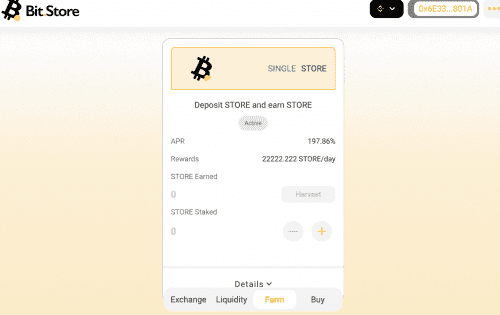 Bit Store
0x6E33...801A
SINGLE STORE
Deposit STORE and earn STORE
Active
APR 197.86%
Rewards 22222.222 STORE/day
STORE Earned
0 Harvest
STORE Staked
0
Details
Exchange Liquidity Farm Buy